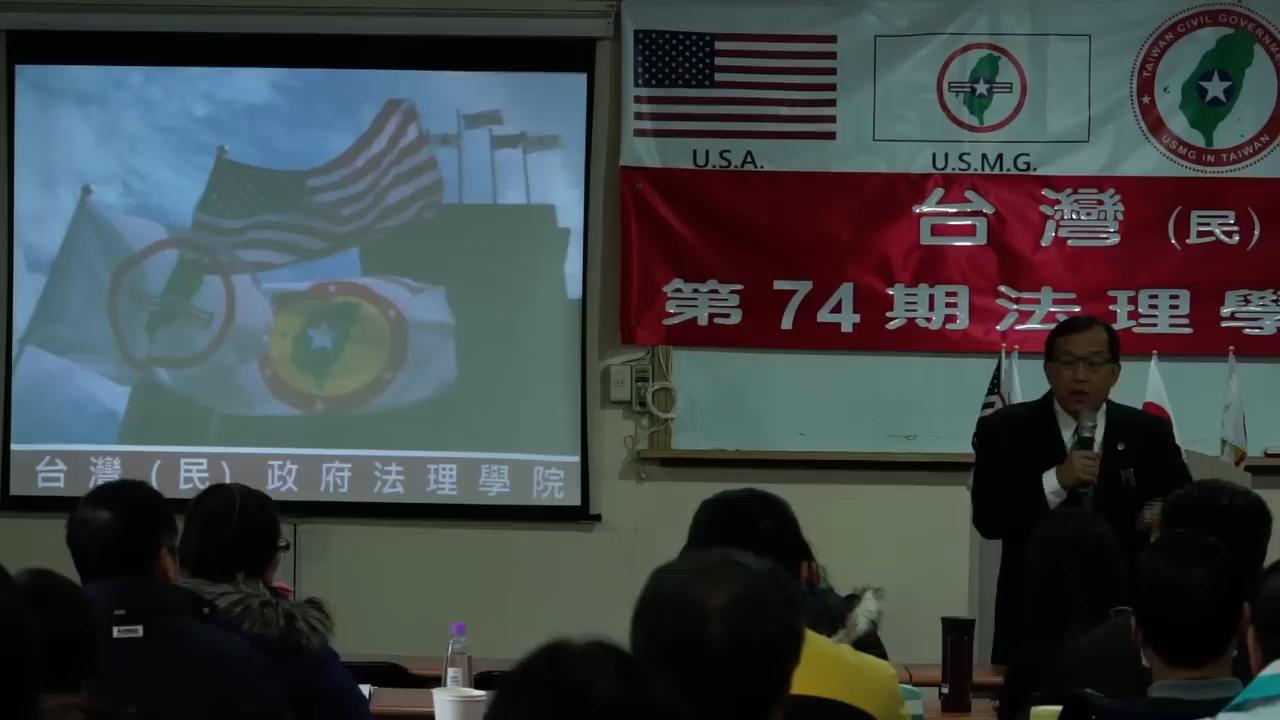 U.S.A.
U.S.M.G.
TAIWAN CIVIL GOVERNM
USMG IN TAIWAN
台灣(民)
第74期法理學
台灣(民)政府法理學院